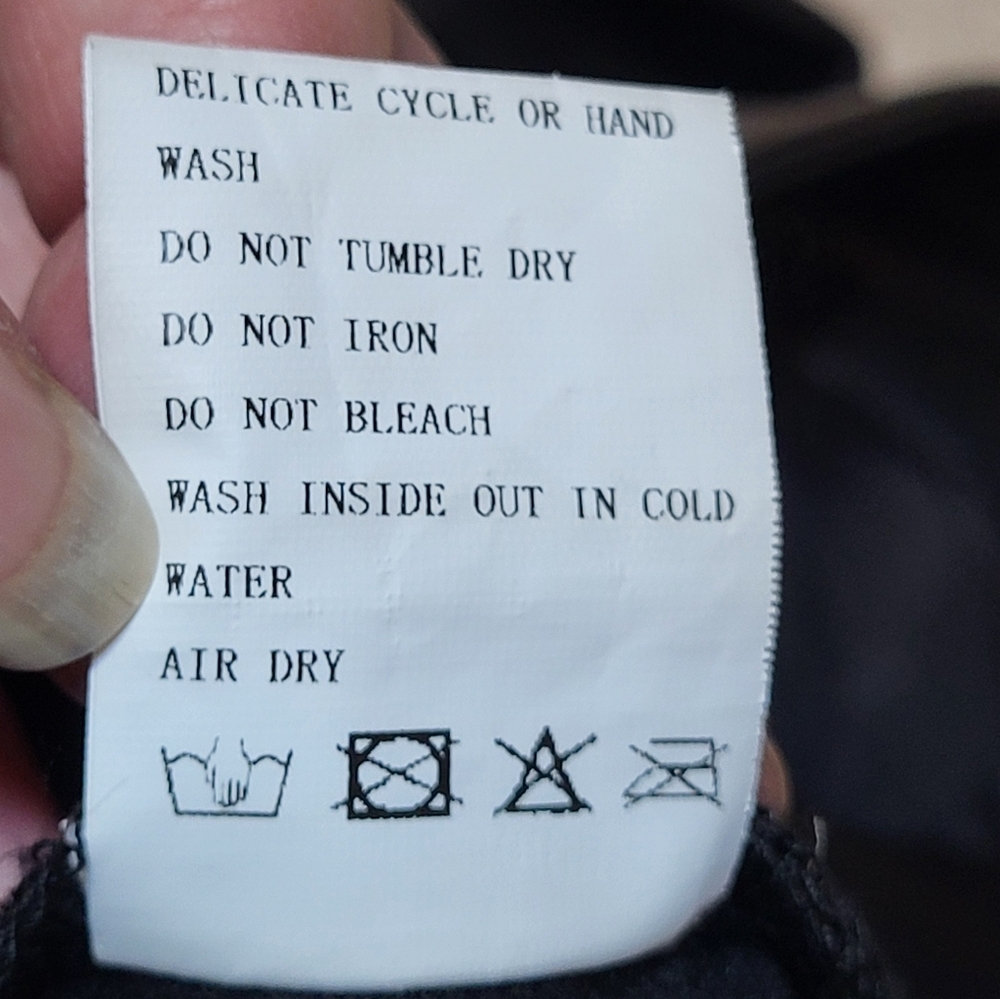 DELICATE CYCLE OR HAND
WASH
DO NOT TUMBLE DRY
DO NOT IRON
DO NOT BLEACH
WASH INSIDE OUT IN COLD
WATER
AIR DRY